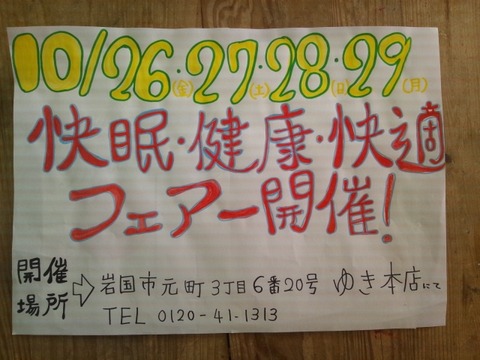 10/26(金)・27(土)・28(日)・29(月)
快眠・健康・快適
フェアー開催!
開催場所⇨岩国市元町3丁目6番20号 ゆき本店にて
TEL 0120-41-1313